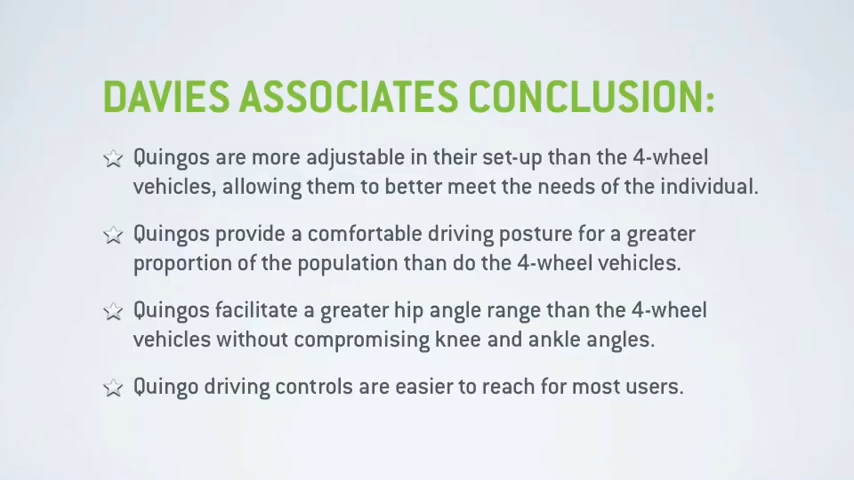 DAVIES ASSOCIATES CONCLUSION:
Quingos are more adjustable in their set-up than the 4-wheel
vehicles, allowing them to better meet the needs of the individual.
Quingos provide a comfortable driving posture for a greater
proportion of the population than do the 4-wheel vehicles.
Quingos facilitate a greater hip angle range than the 4-wheel
vehicles without compromising knee and ankle angles.
Quingo driving controls are easier to reach for most users.